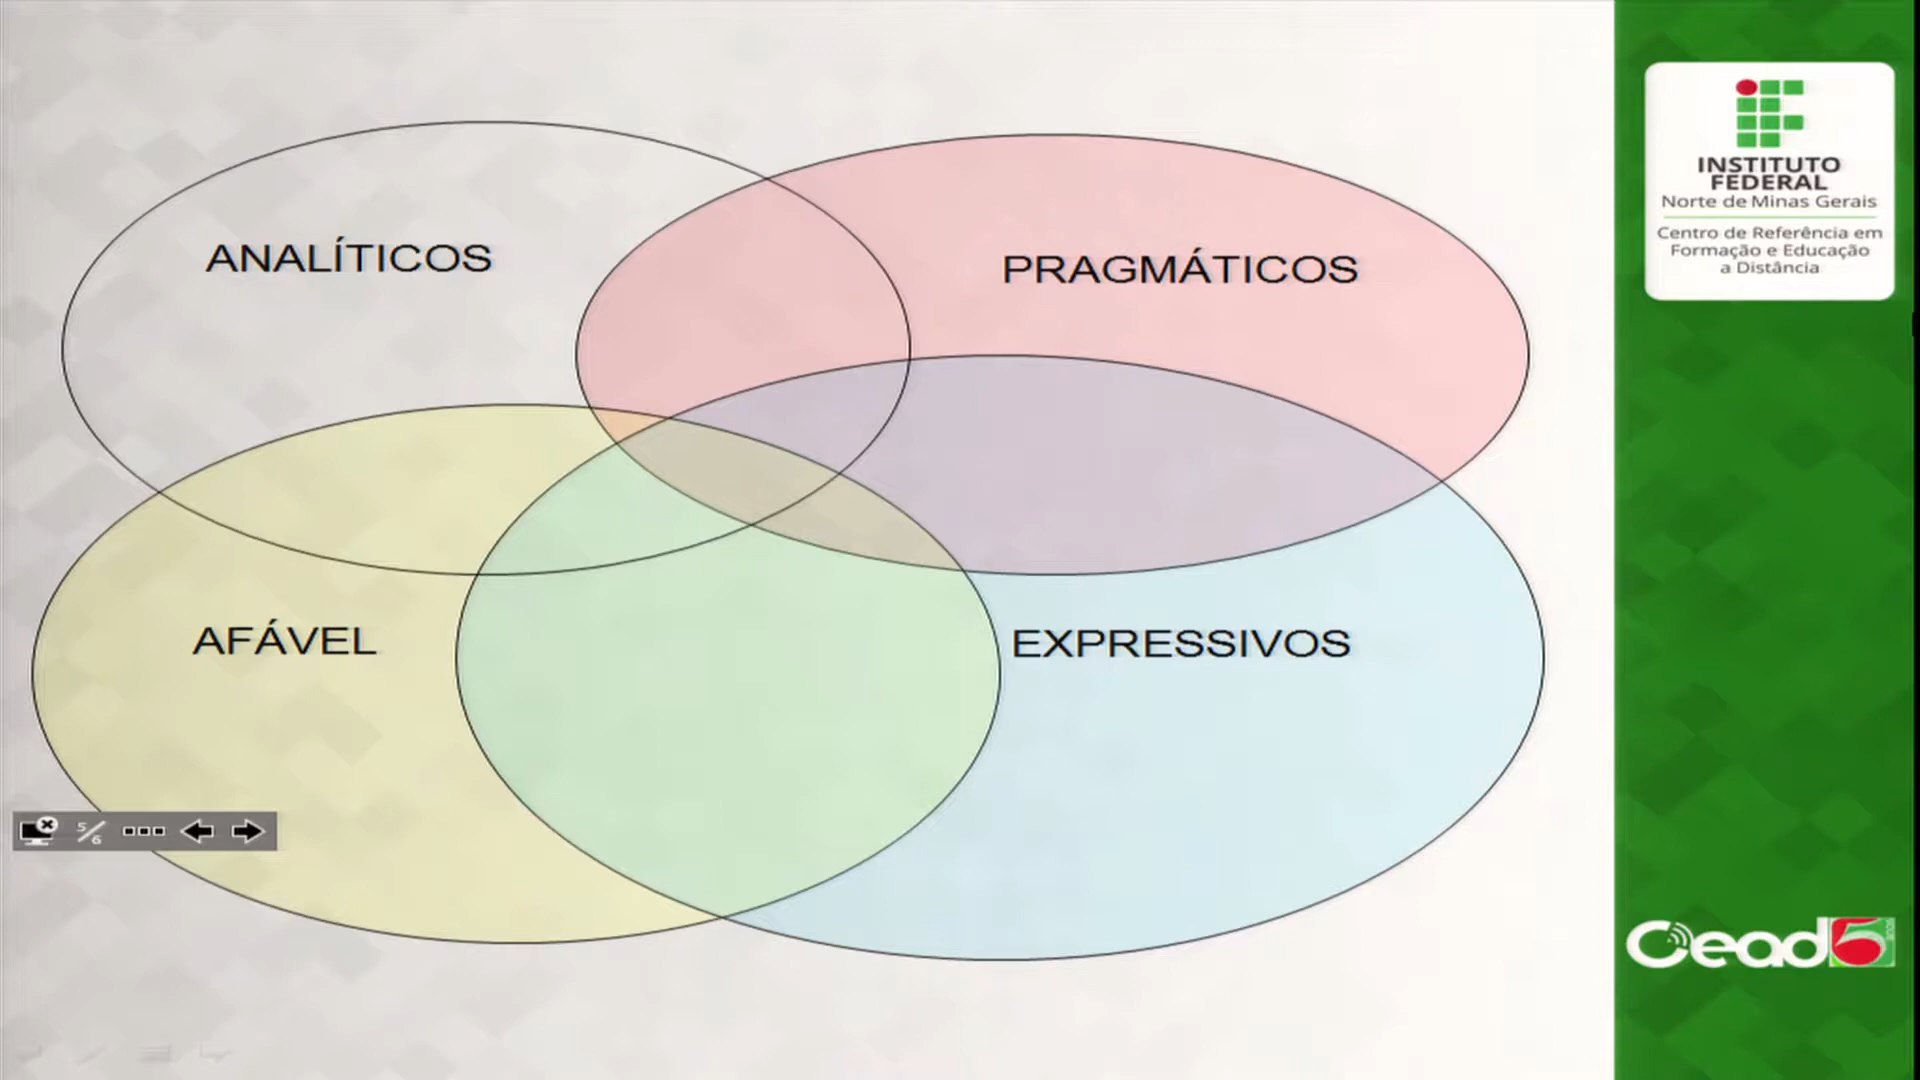 ANALÍTICOS
PRAGMÁTICOS
AFÁVEL
EXPRESSIVOS
5/6
INSTITUTO
FEDERAL
Norte de Minas Gerais
Centro de Referência em
Formação e Educação
a Distância
Cead 5